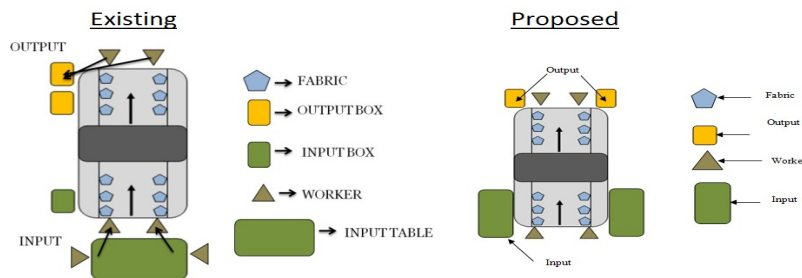 Existing
OUTPUT
FABRIC
OUTPUT BOX
INPUT BOX
WORKER
INPUT
INPUT TABLE
Proposed
Output
Fabric
Output
Worke
Input
Input